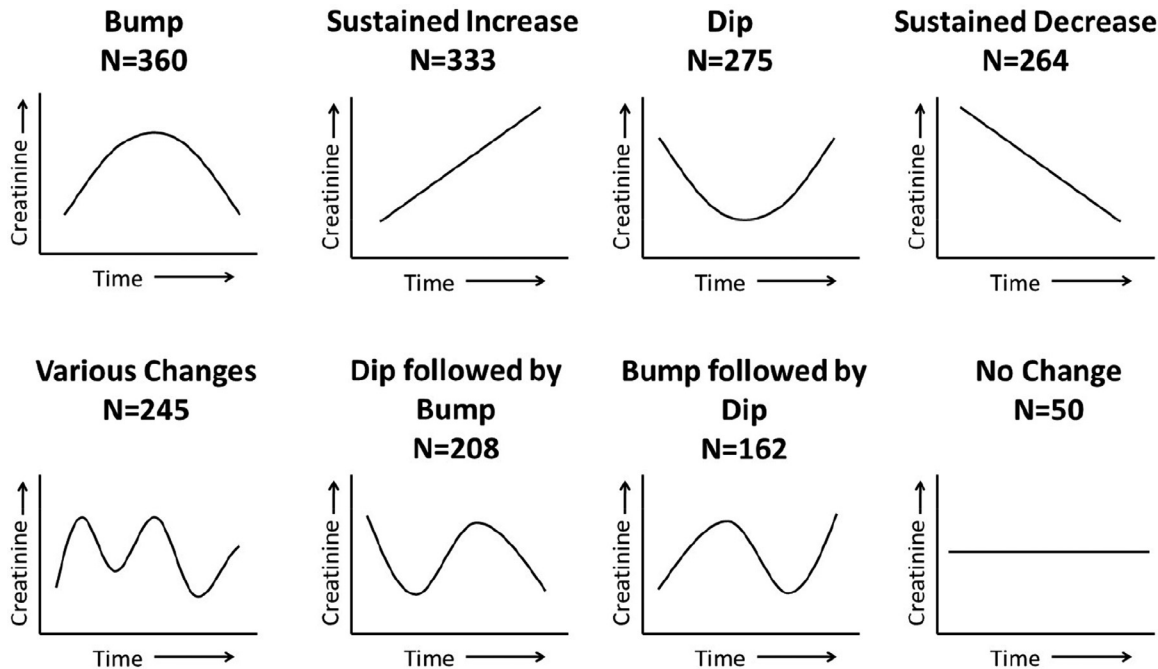 Bump
N=360
Creatinine
Time
Sustained Increase
N=333
Creatinine
Time
Dip
N=275
Creatinine
Time
Sustained Decrease
N=264
Creatinine
Time
Various Changes
N=245
Creatinine
Time
Dip followed by
Bump
N=208
Creatinine
Time
Bump followed by
Dip
N=162
Creatinine
Time
No Change
N=50
Creatinine
Time